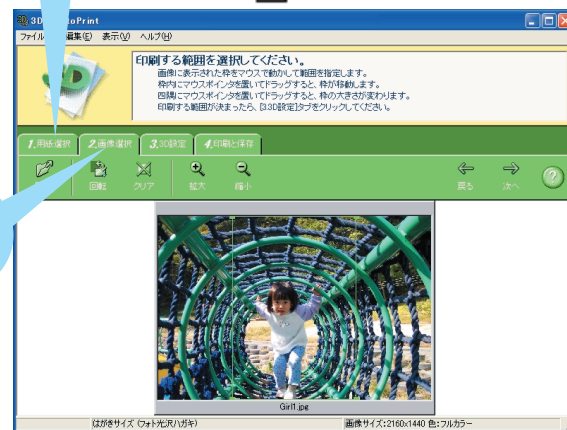 3D PhotoPrint
ファイル 編集(E) 表示(V) ヘルプ(H)
印刷する範囲を選択してください。
画像に表示された枠をマウスで動かして範囲を指定します。
枠内にマウスポインタを置いてドラッグすると、枠が移動します。
四隅にマウスポインタを置いてドラッグすると、枠の大きさが変わります。
印刷する範囲が決まったら、[3.3D設定]タブをクリックしてください。
1.用紙選択 2.画像選択 3.3D設定 4.印刷と保存
回転 クリア 拡大 縮小 戻る 次へ ?
Girl1.jpg
はがきサイズ (フォト光沢ハガキ) 画像サイズ:2160x1440 色:フルカラー